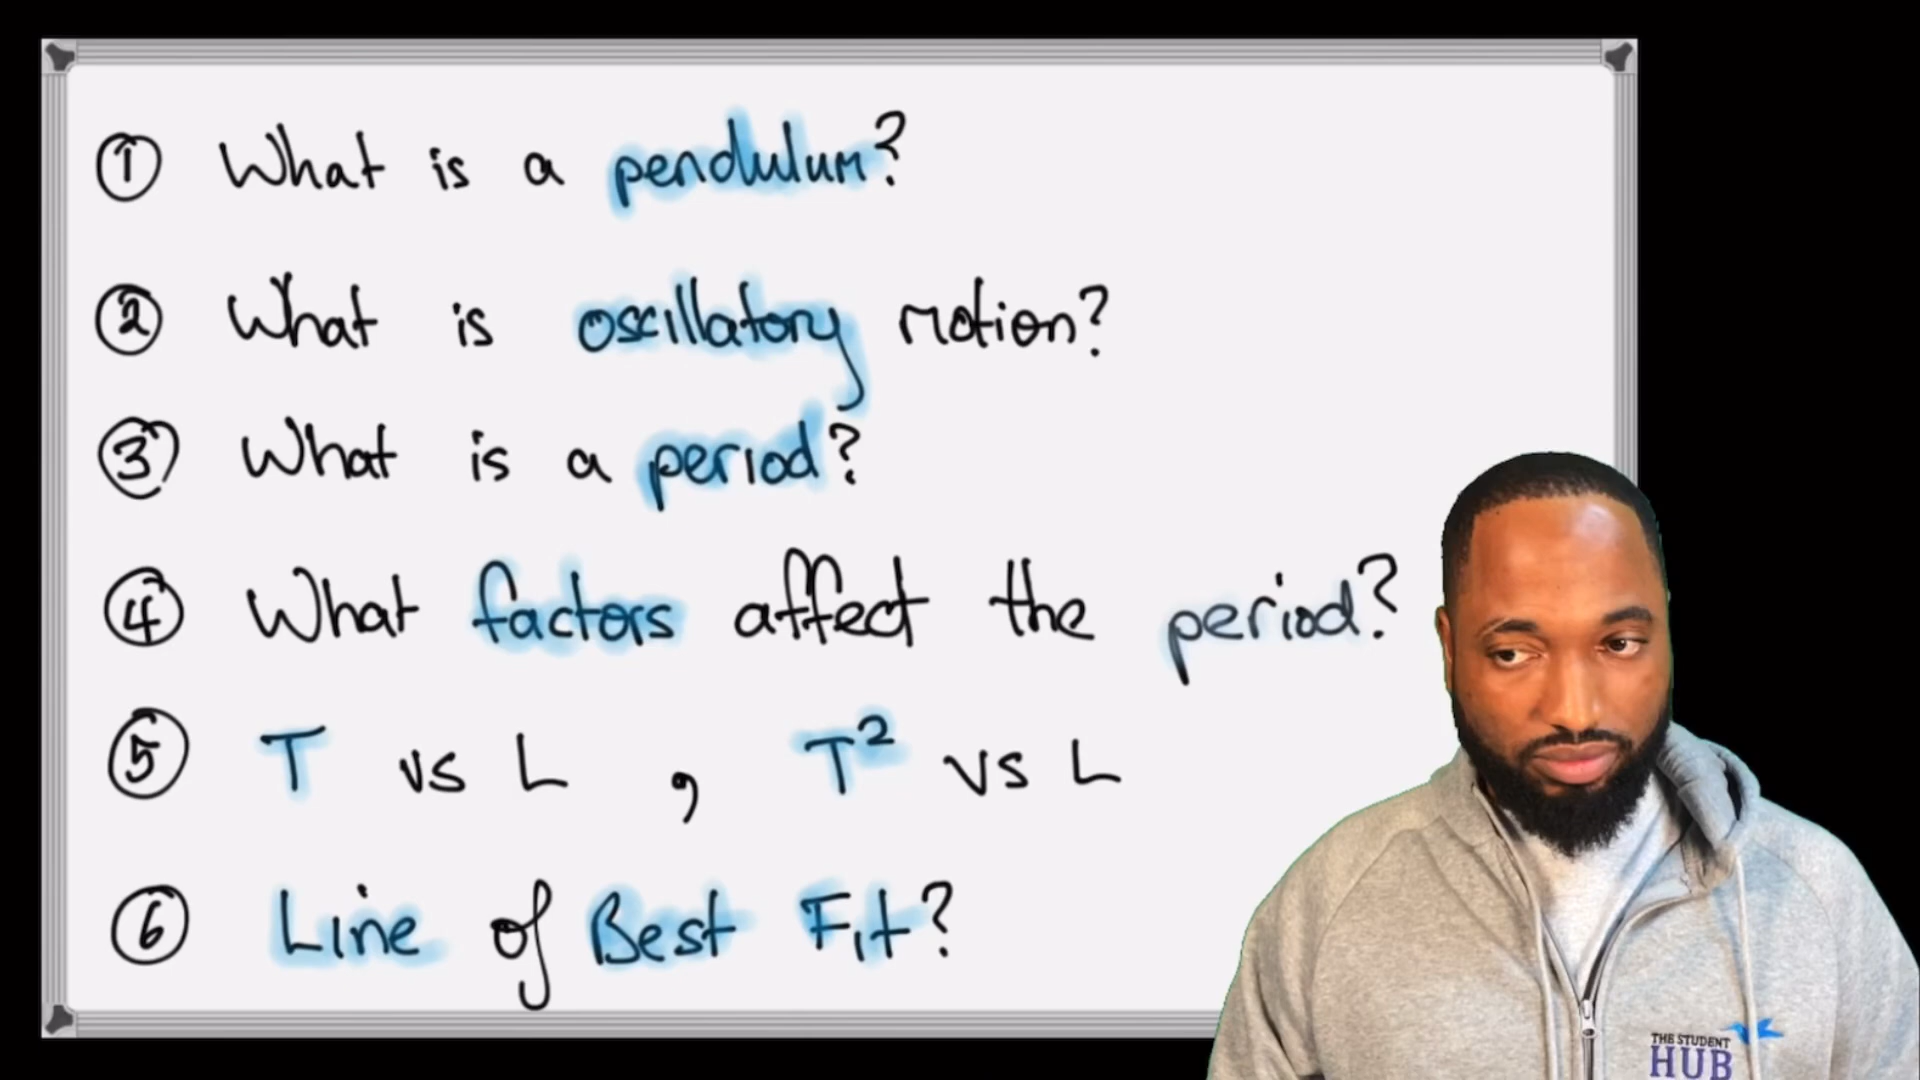 ① What is a pendulum?
② What is oscillatory motion?
③ What is a period?
④ What factors affect the period?
⑤ T vs L , T² vs L
⑥ Line of Best Fit?
THE STUDENT
HUB